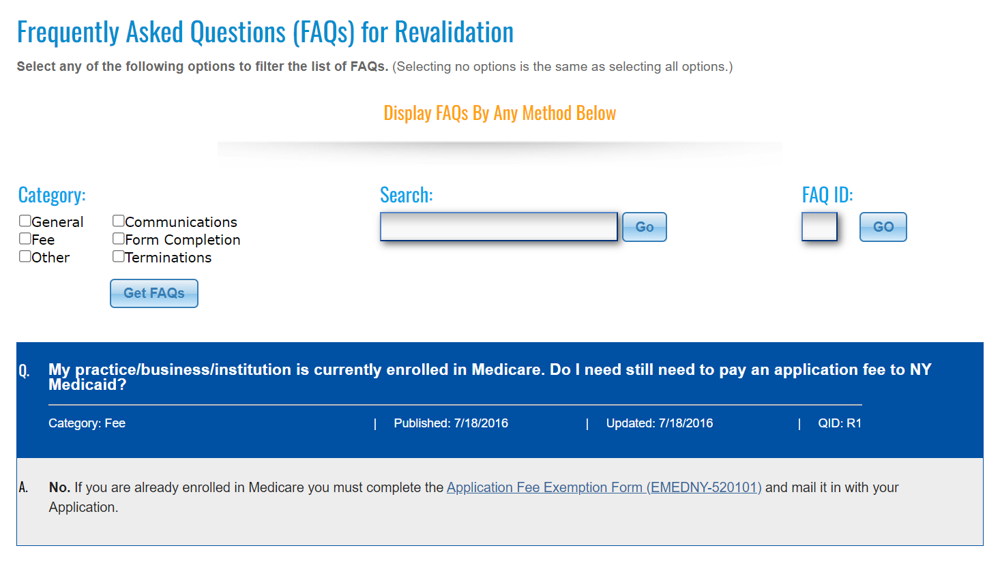 Frequently Asked Questions (FAQs) for Revalidation
Select any of the following options to filter the list of FAQs. (Selecting no options is the same as selecting all options.)
Display FAQs By Any Method Below
Category:
General
Communications
Fee
Form Completion
Other
Terminations
Get FAQs
Search:
Go
FAQ ID:
GO
Q. My practice/business/institution is currently enrolled in Medicare. Do I need still need to pay an application fee to NY
Medicaid?
Category: Fee | Published: 7/18/2016 | Updated: 7/18/2016 | QID: R1
A. No. If you are already enrolled in Medicare you must complete the Application Fee Exemption Form (EMEDNY-520101) and mail it in with your
Application.